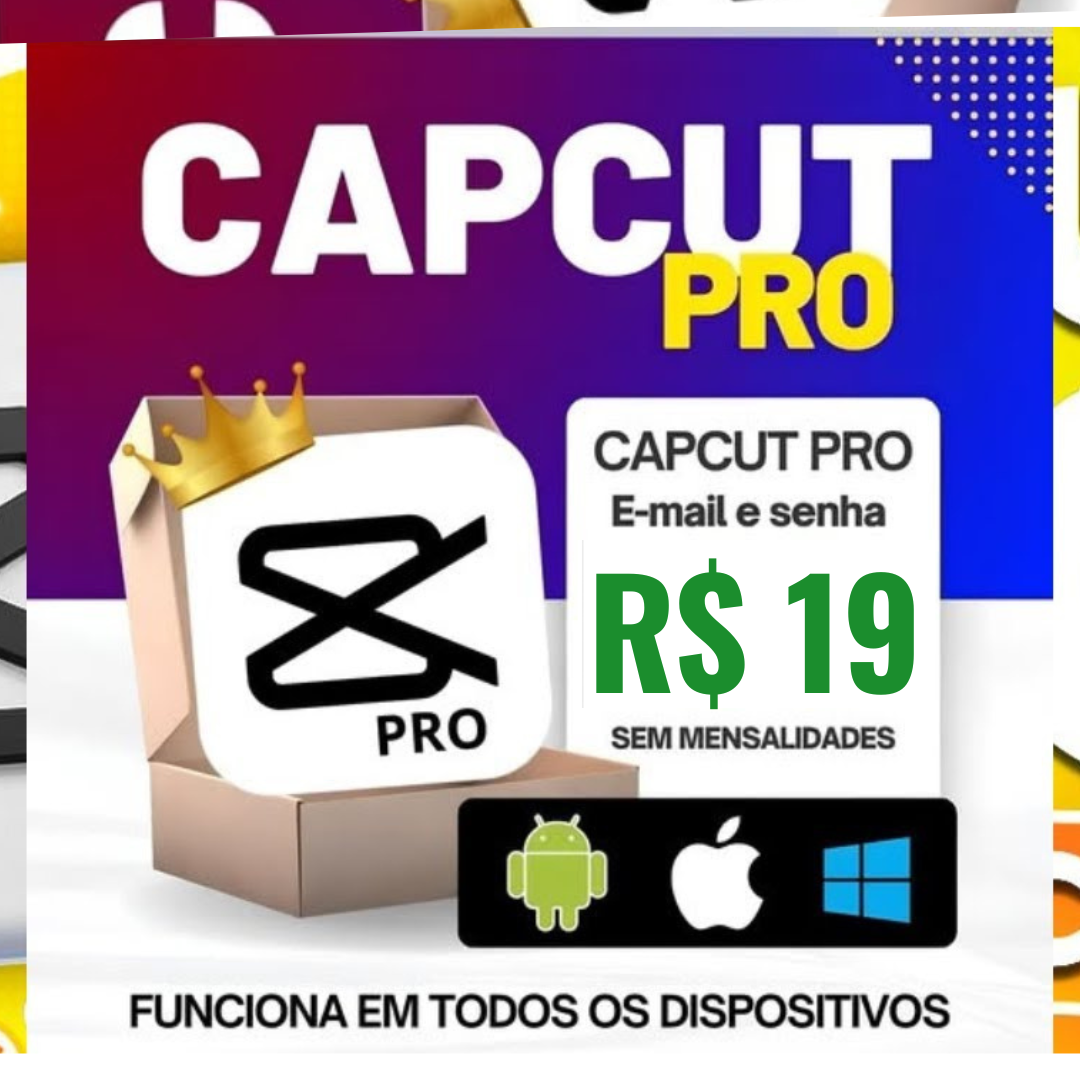 CAPCUT
PRO
CAPCUT PRO
E-mail e senha
R$ 19
SEM MENSALIDADES
PRO
FUNCIONA EM TODOS OS DISPOSITIVOS